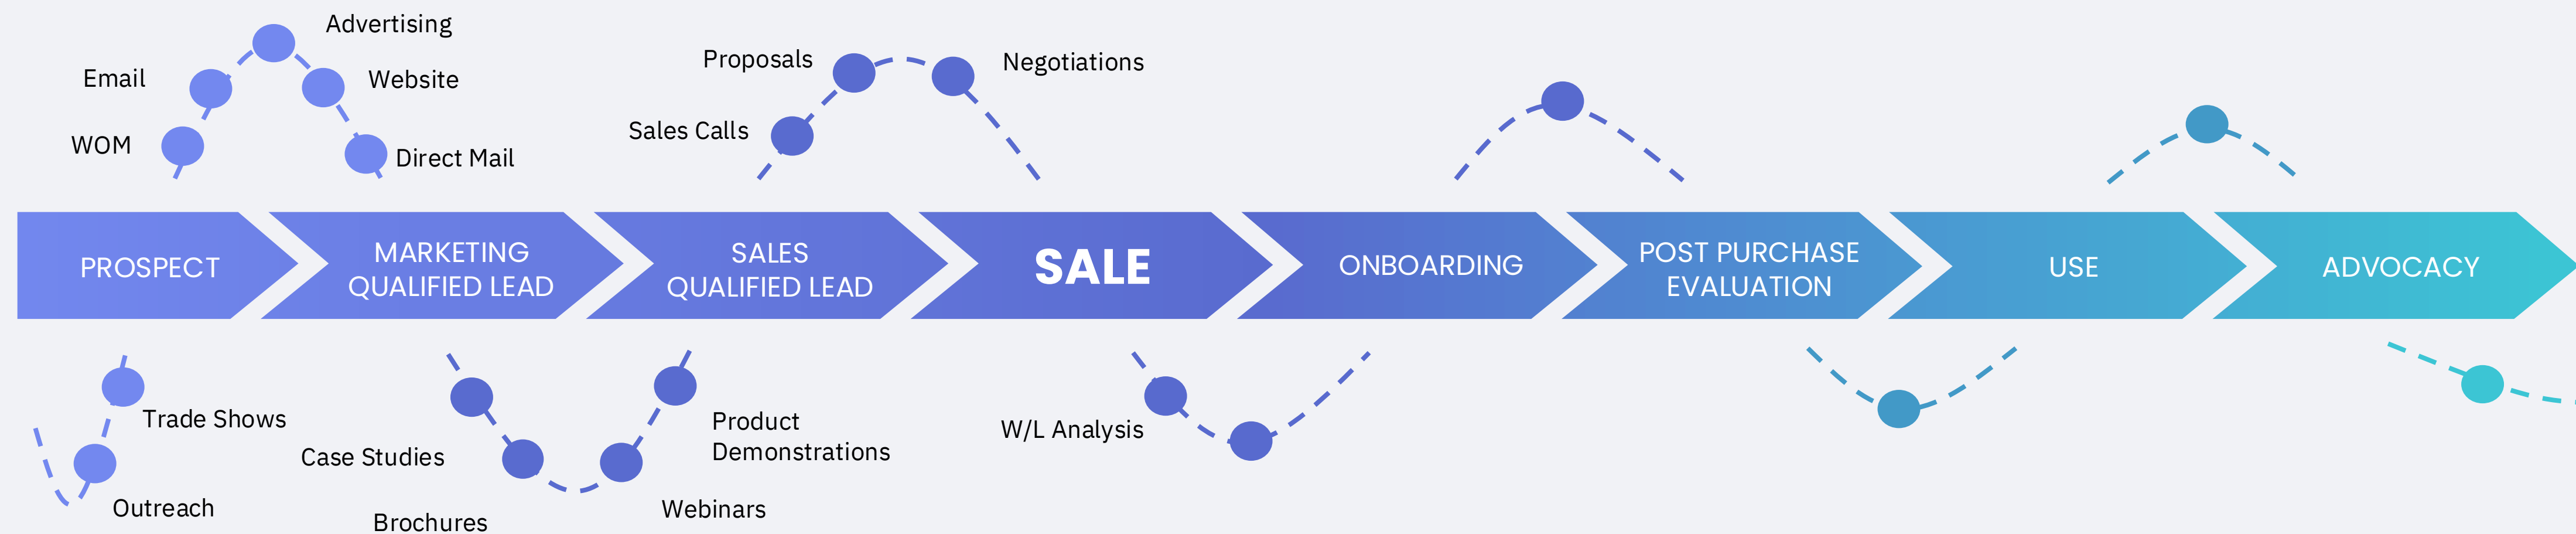 Advertising
Email
Website
WOM
Direct Mail
Proposals
Negotiations
Sales Calls
PROSPECT
MARKETING
QUALIFIED LEAD
SALES
QUALIFIED LEAD
SALE
ONBOARDING
POST PURCHASE
EVALUATION
USE
ADVOCACY
Trade Shows
Outreach
Case Studies
Brochures
Product
Demonstrations
Webinars
W/L Analysis